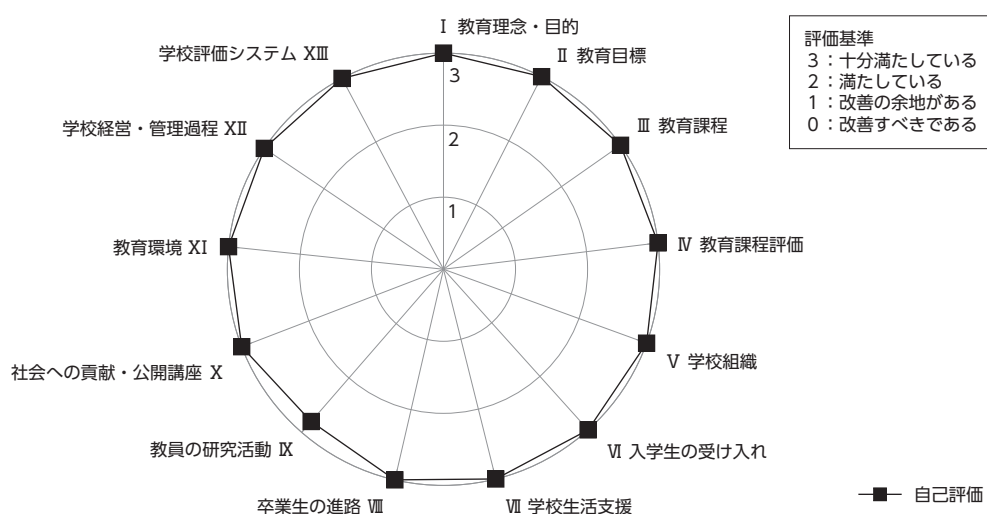 Ⅰ 教育理念・目的
Ⅱ 教育目標
Ⅲ 教育課程
Ⅳ 教育課程評価
Ⅴ 学校組織
Ⅵ 入学生の受け入れ
Ⅶ 学校生活支援
卒業生の進路 Ⅷ
教員の研究活動 Ⅸ
社会への貢献・公開講座 Ⅹ
教育環境 Ⅺ
学校経営・管理過程 Ⅻ
学校評価システム XⅢ
3
2
1
評価基準
3：十分満たしている
2：満たしている
1：改善の余地がある
0：改善すべきである
自己評価